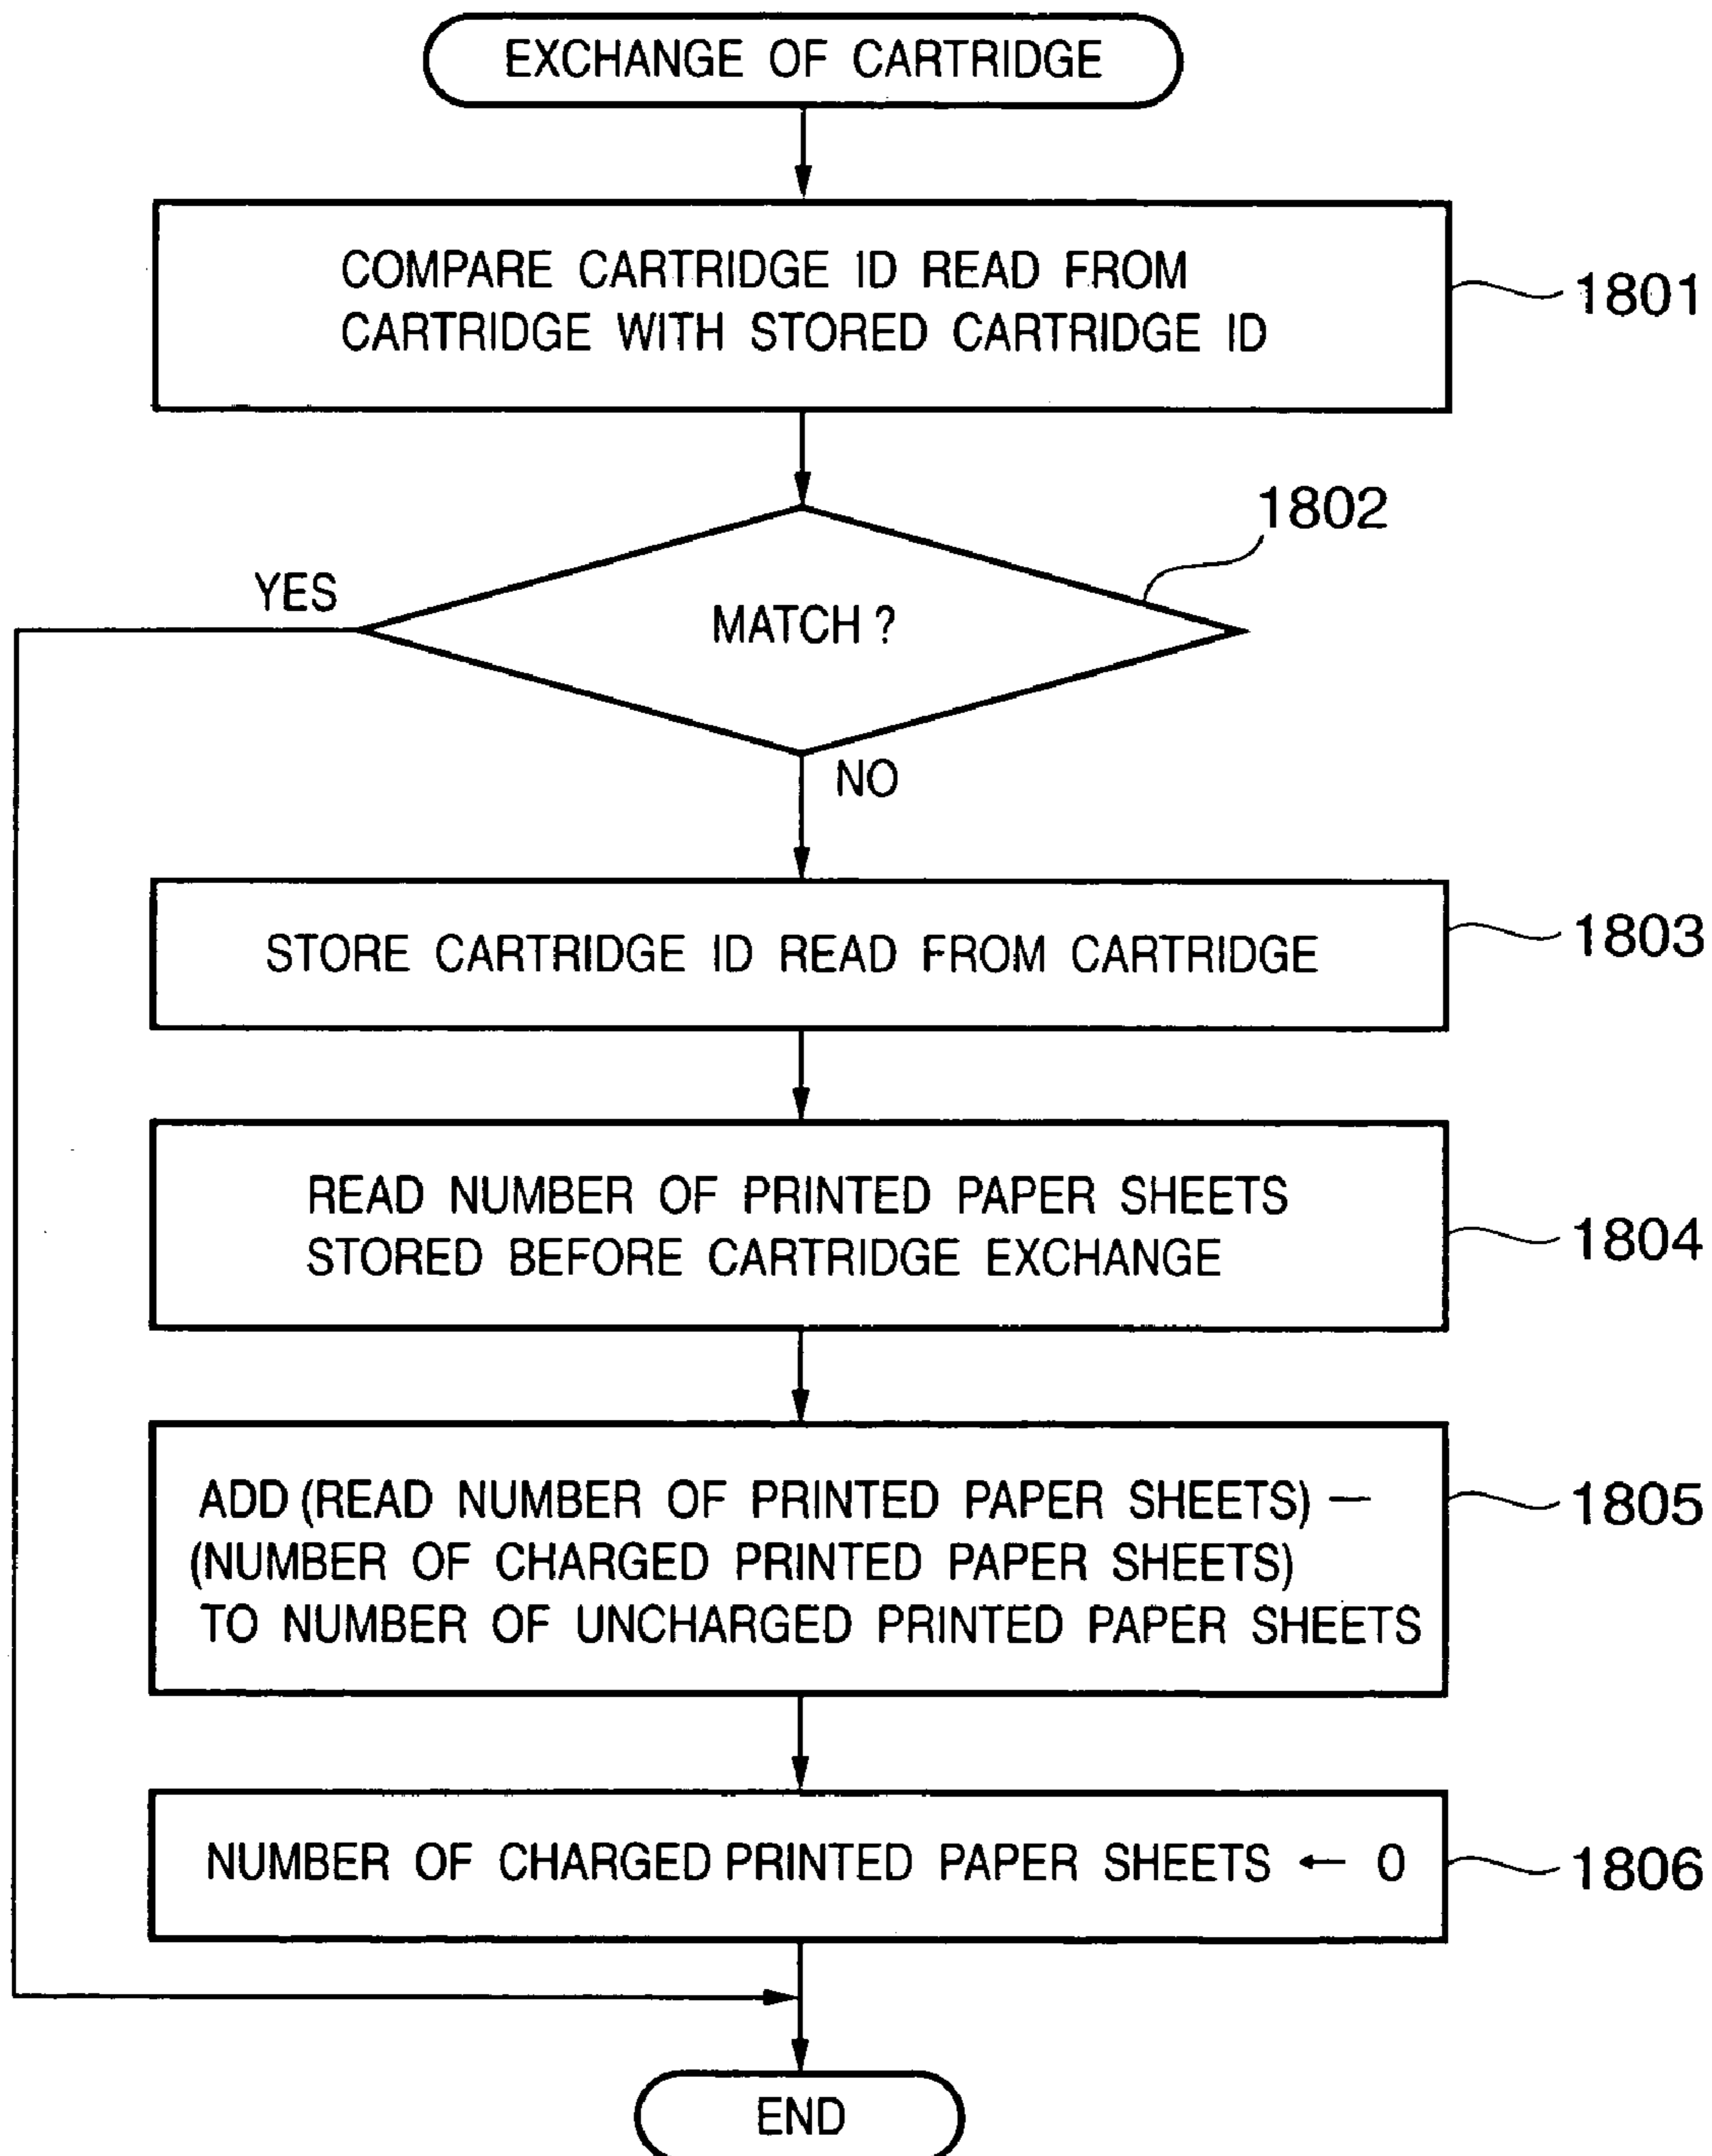 EXCHANGE OF CARTRIDGE
COMPARE CARTRIDGE ID READ FROM
CARTRIDGE WITH STORED CARTRIDGE ID
1801
1802
YES
MATCH ?
NO
STORE CARTRIDGE ID READ FROM CARTRIDGE
1803
READ NUMBER OF PRINTED PAPER SHEETS
STORED BEFORE CARTRIDGE EXCHANGE
1804
ADD (READ NUMBER OF PRINTED PAPER SHEETS) —
(NUMBER OF CHARGED PRINTED PAPER SHEETS)
TO NUMBER OF UNCHARGED PRINTED PAPER SHEETS
1805
NUMBER OF CHARGED PRINTED PAPER SHEETS ← 0
1806
END